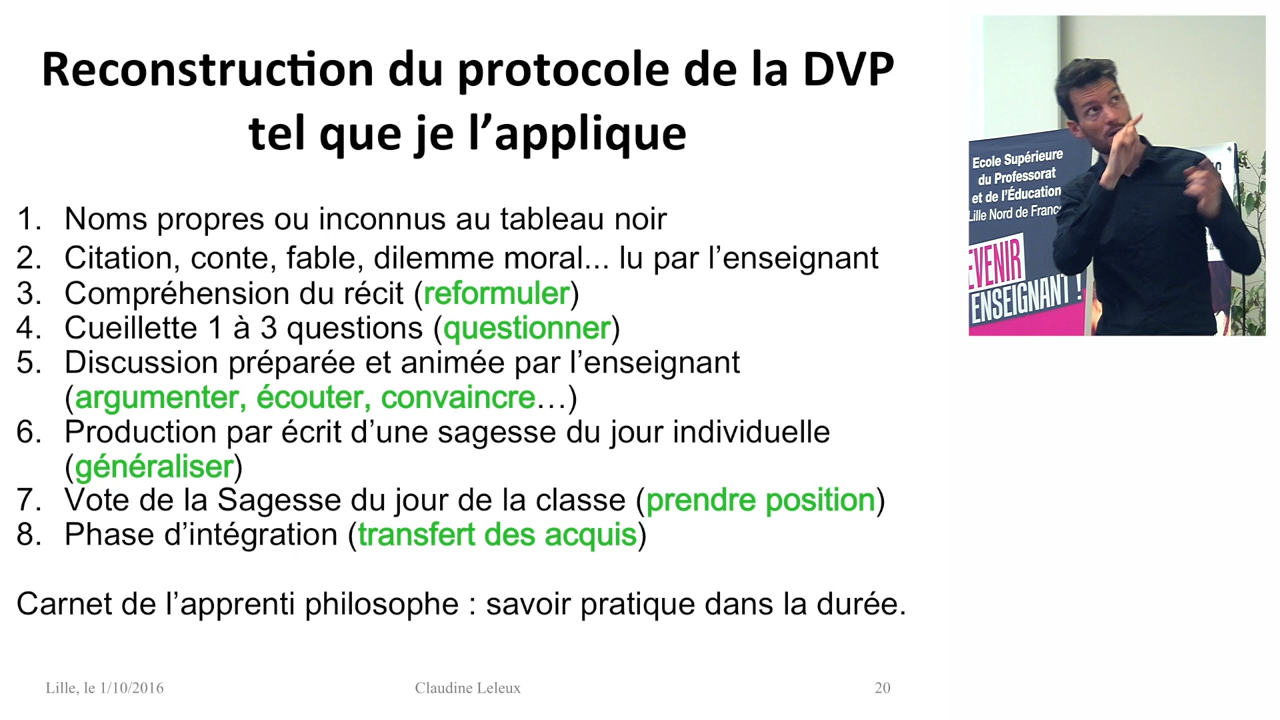 Reconstruction du protocole de la DVP
tel que je l’applique
1. Noms propres ou inconnus au tableau noir
2. Citation, conte, fable, dilemme moral... lu par l’enseignant
3. Compréhension du récit (reformuler)
4. Cueillette 1 à 3 questions (questionner)
5. Discussion préparée et animée par l’enseignant
(argumenter, écouter, convaincre…)
6. Production par écrit d’une sagesse du jour individuelle
(généraliser)
7. Vote de la Sagesse du jour de la classe (prendre position)
8. Phase d’intégration (transfert des acquis)
Carnet de l’apprenti philosophe : savoir pratique dans la durée.
Lille, le 1/10/2016
Claudine Leleux
20
Ecole Supérieure
du Professorat
et de l'Éducation
Lille Nord de Franc
EVENIR
ENSEIGNANT !